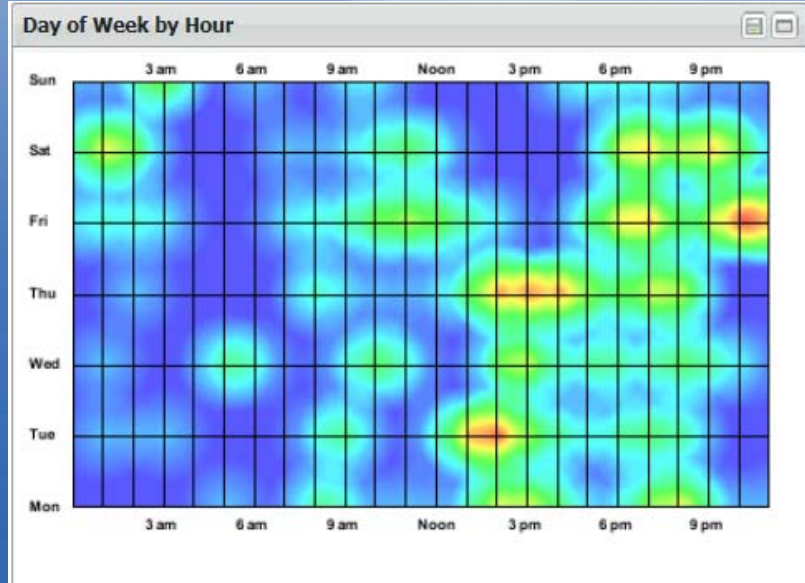 Day of Week by Hour
3 am 6 am 9 am Noon 3 pm 6 pm 9 pm
Sun
Sat
Fri
Thu
Wed
Tue
Mon
3 am 6 am 9 am Noon 3 pm 6 pm 9 pm